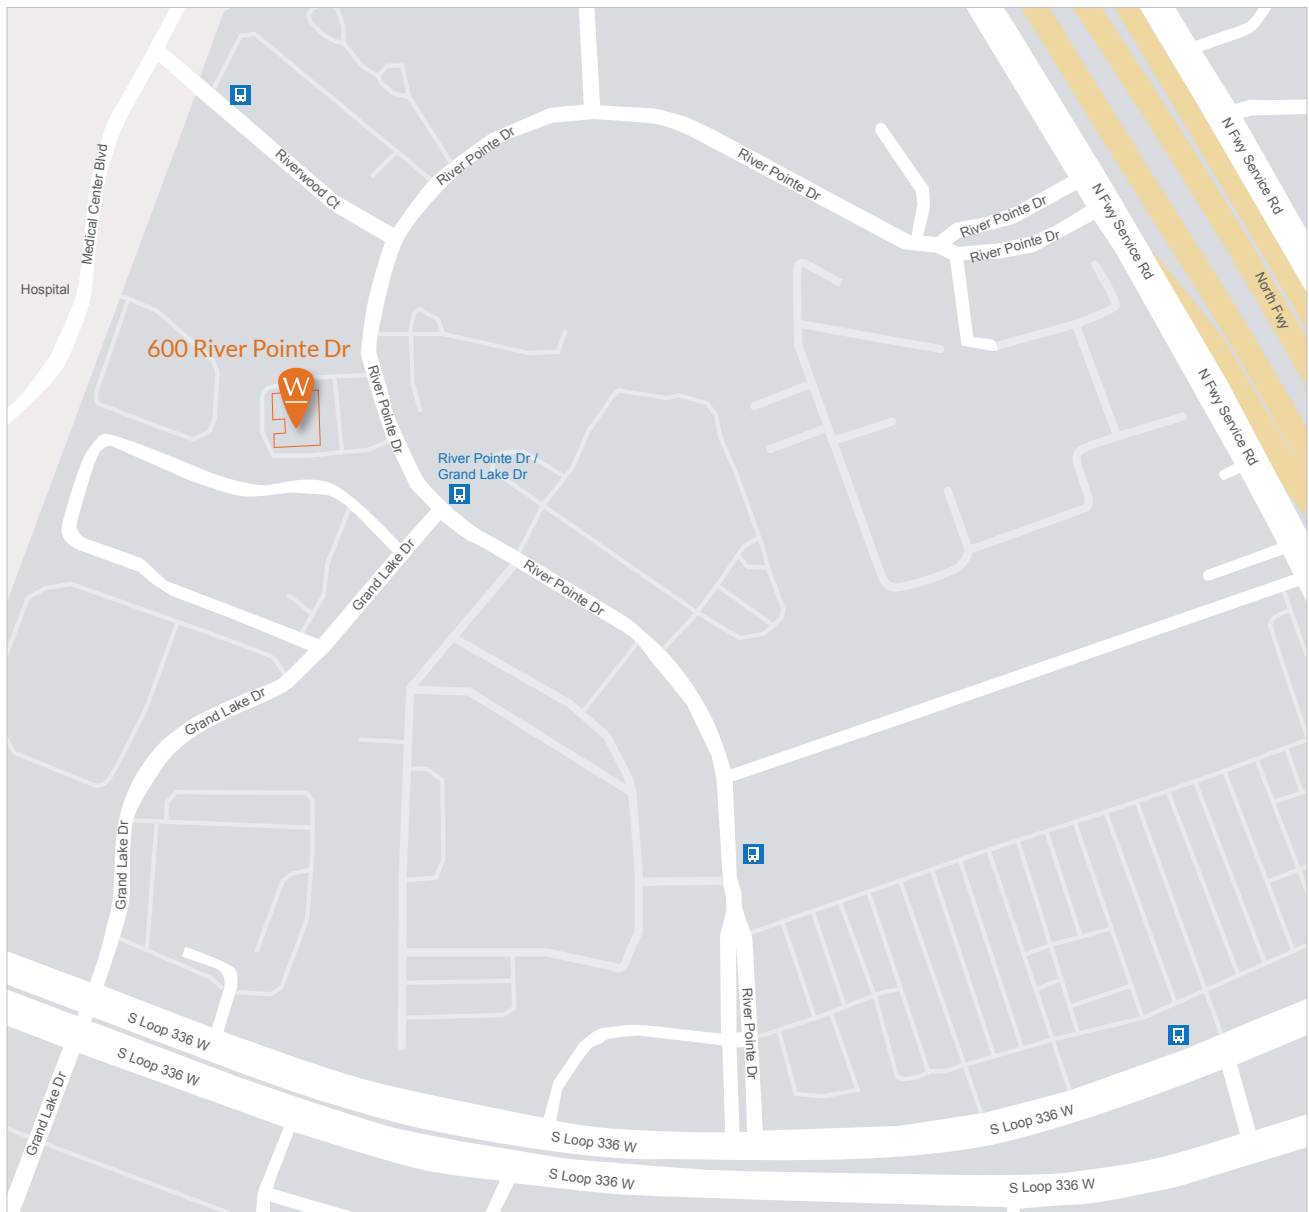 River Pointe Dr
River Pointe Dr
N Fwy Service Rd
Riverwood Ct
Medical Center Blvd
N Fwy Service Rd
River Pointe Dr
River Pointe Dr
Hospital
North Fwy
600 River Pointe Dr
W
River Pointe Dr
N Fwy Service Rd
River Pointe Dr /
Grand Lake Dr
Grand Lake Dr
River Pointe Dr
Grand Lake Dr
Grand Lake Dr
S Loop 336 W
River Pointe Dr
S Loop 336 W
Grand Lake Dr
S Loop 336 W
S Loop 336 W
S Loop 336 W
S Loop 336 W